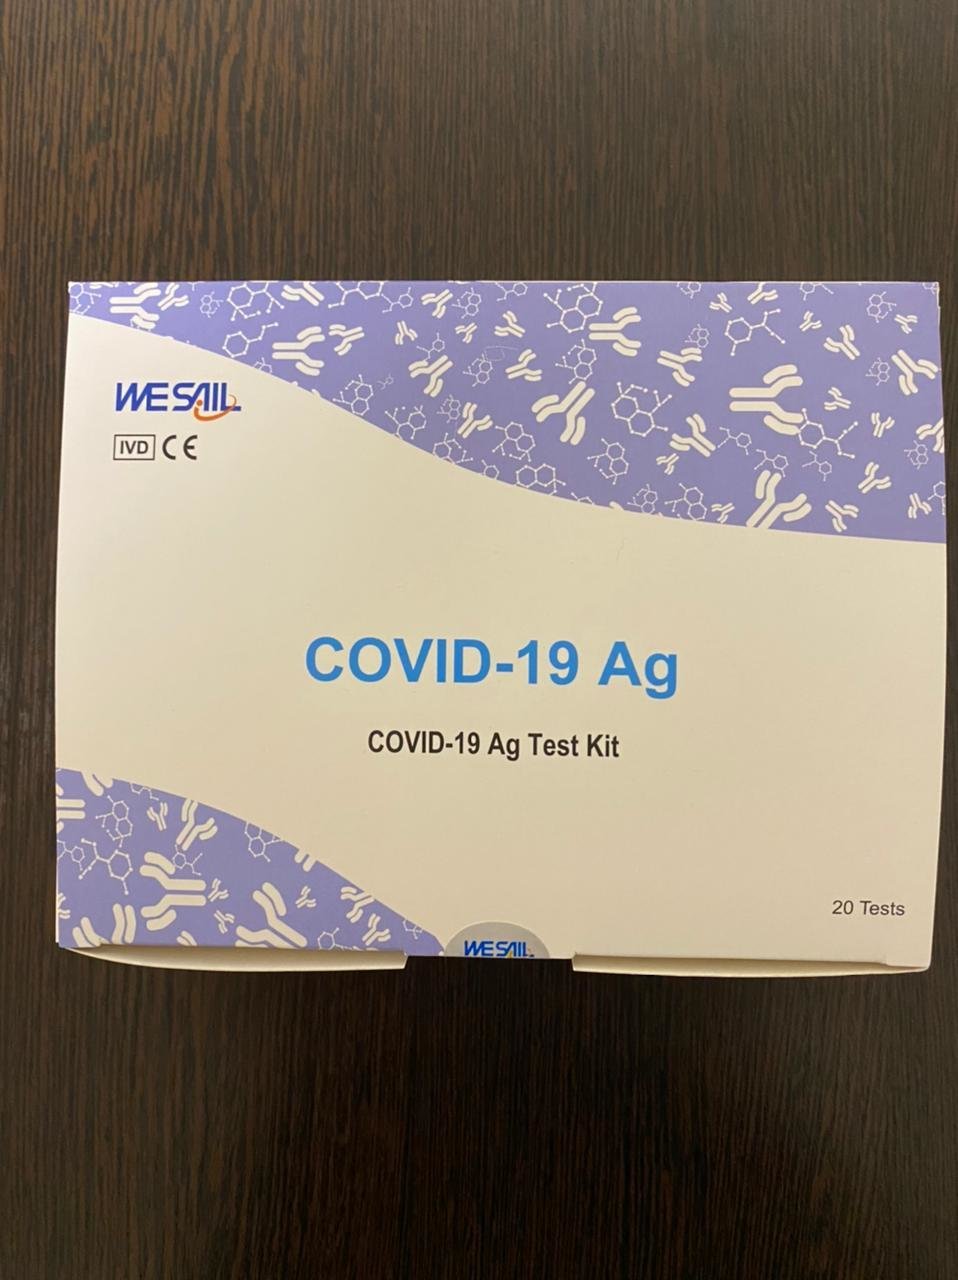 WESAIL
IVD CE
COVID-19 Ag
COVID-19 Ag Test Kit
20 Tests
WESAIL